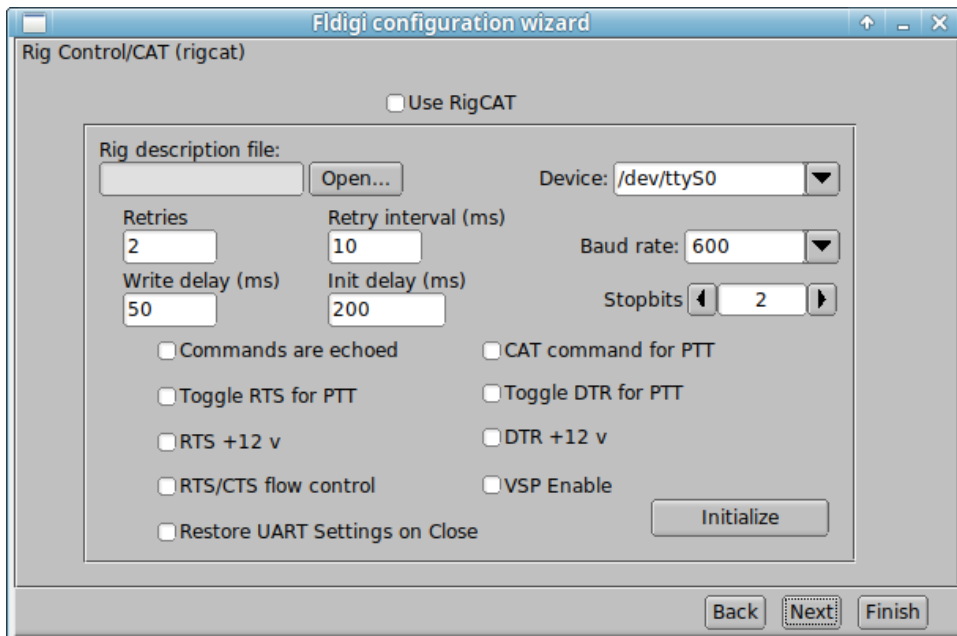 Fldigi configuration wizard
Rig Control/CAT (rigcat)
Use RigCAT
Rig description file:
Open...
Device: /dev/ttyS0
Retries
Retry interval (ms)
2
10
Baud rate: 600
Write delay (ms)
Init delay (ms)
50
200
Stopbits 2
Commands are echoed
CAT command for PTT
Toggle RTS for PTT
Toggle DTR for PTT
RTS +12 v
DTR +12 v
RTS/CTS flow control
VSP Enable
Restore UART Settings on Close
Initialize
Back
Next
Finish